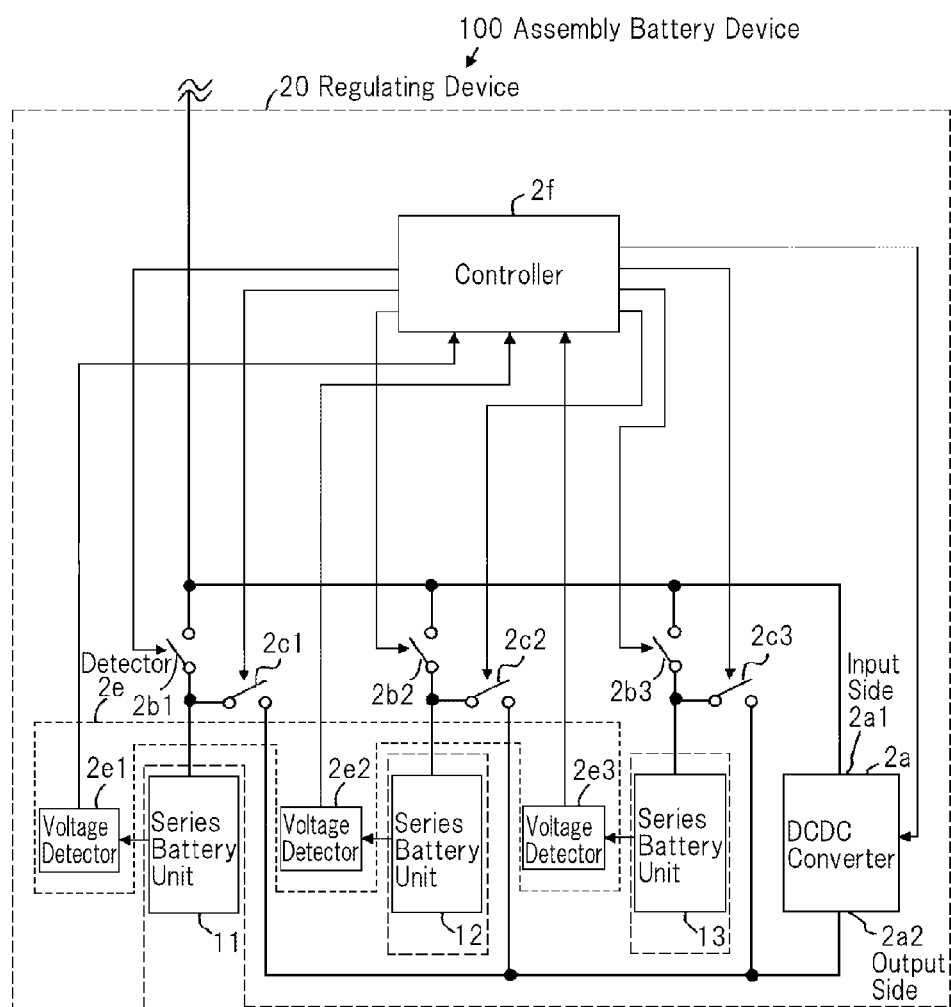 100 Assembly Battery Device
20 Regulating Device
2f
Controller
Detector
2e
2b1
2c1
2b2
2c2
2b3
2c3
Input
Side
2a1
2a
2e1
Voltage
Detector
Series
Battery
Unit
11
2e2
Voltage
Detector
Series
Battery
Unit
12
2e3
Voltage
Detector
Series
Battery
Unit
13
DCDC
Converter
2a2
Output
Side